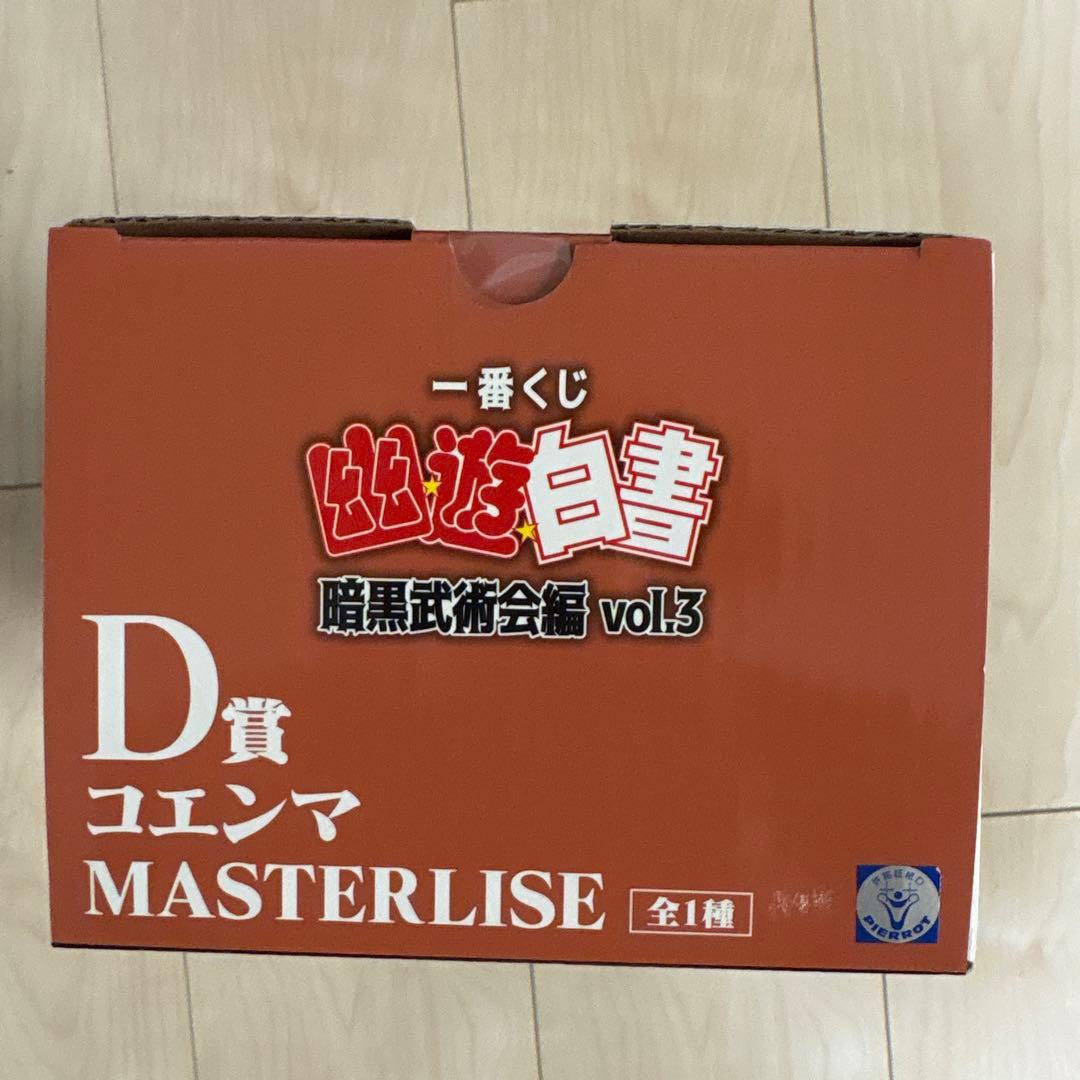 一番くじ
幽☆遊☆白書
暗黒武術会編 vol.3
D賞
コエンマ
MASTERLISE 全1種
PIERROT